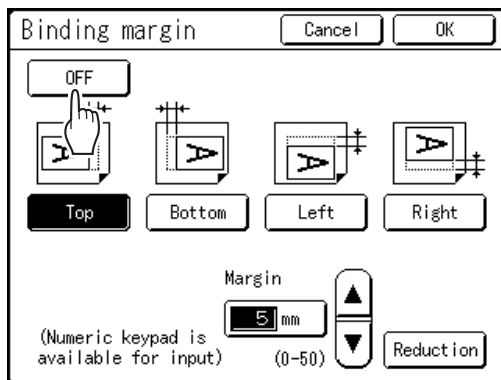 Binding margin Cancel OK
OFF
A A A A
Top Bottom Left Right
Margin
5 mm
(Numeric keypad is
available for input) (0-50) Reduction